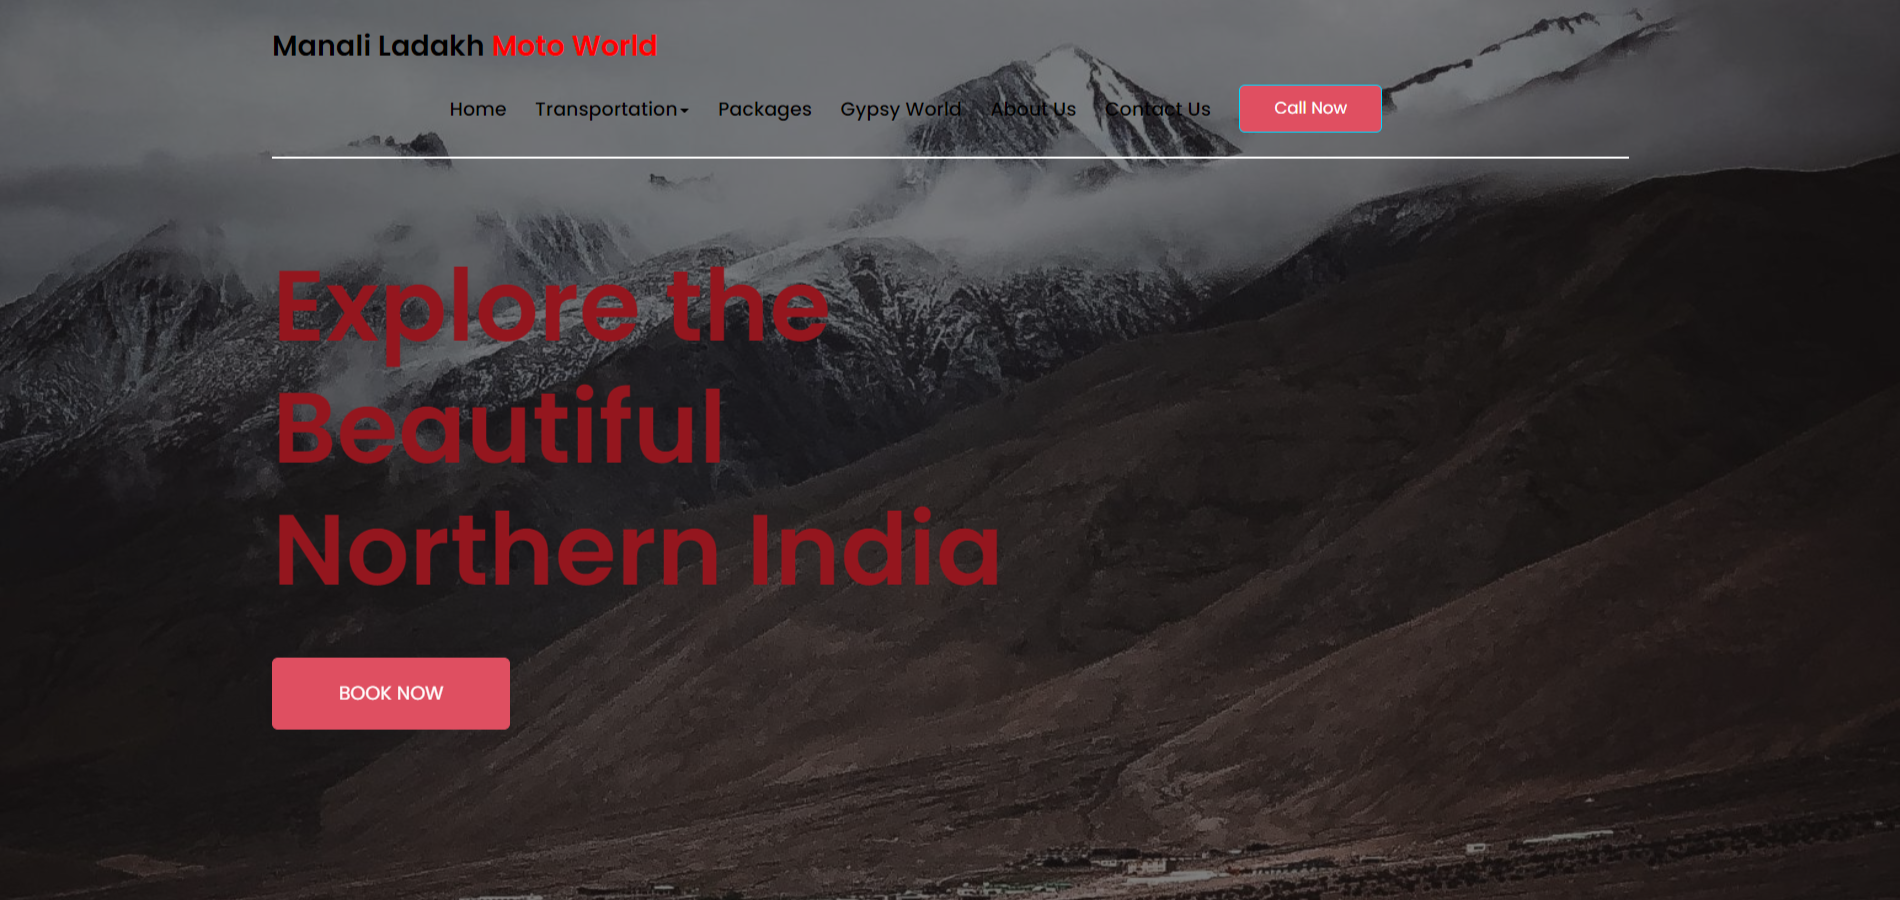 Manali Ladakh Moto World
Home Transportation Packages Gypsy World About Us Contact Us Call Now
Explore the
Beautiful
Northern India
BOOK NOW